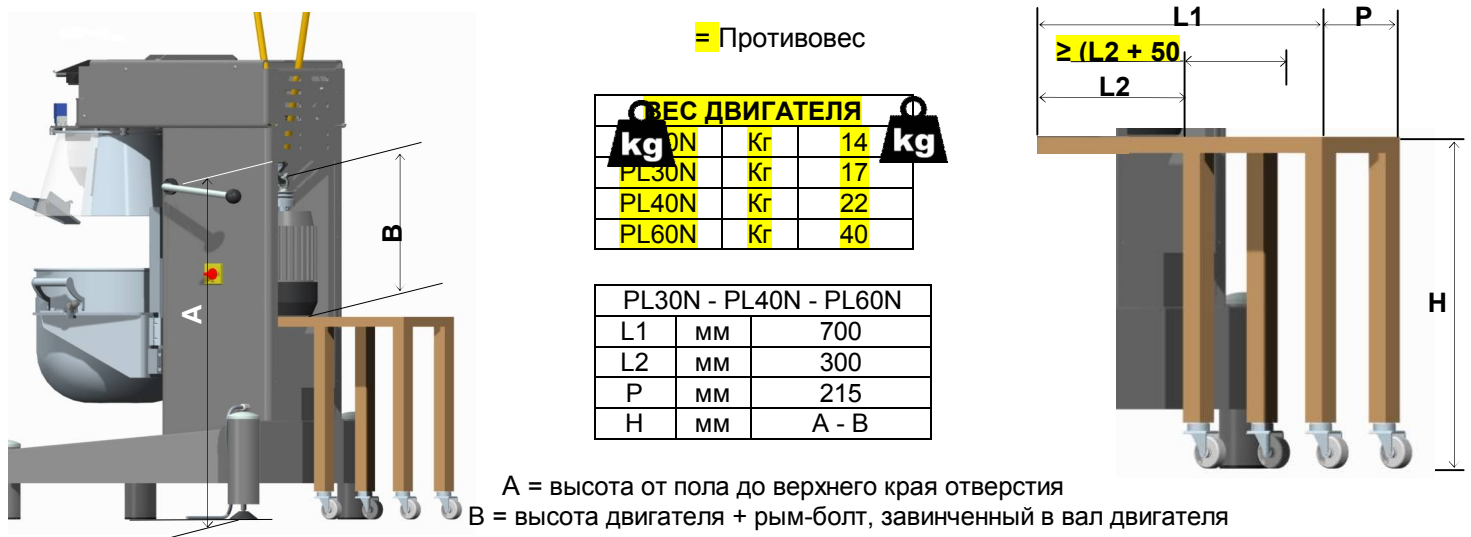 = Противовес
ВЕС ДВИГАТЕЛЯ
0N Кг 14
kg kg
PL30N Кг 17
PL40N Кг 22
PL60N Кг 40
PL30N - PL40N - PL60N
L1 мм 700
L2 мм 300
P мм 215
H мм A - B
A
B
L1 P
≥ (L2 + 50
L2
H
A = высота от пола до верхнего края отверстия
B = высота двигателя + рым-болт, завинченный в вал двигателя